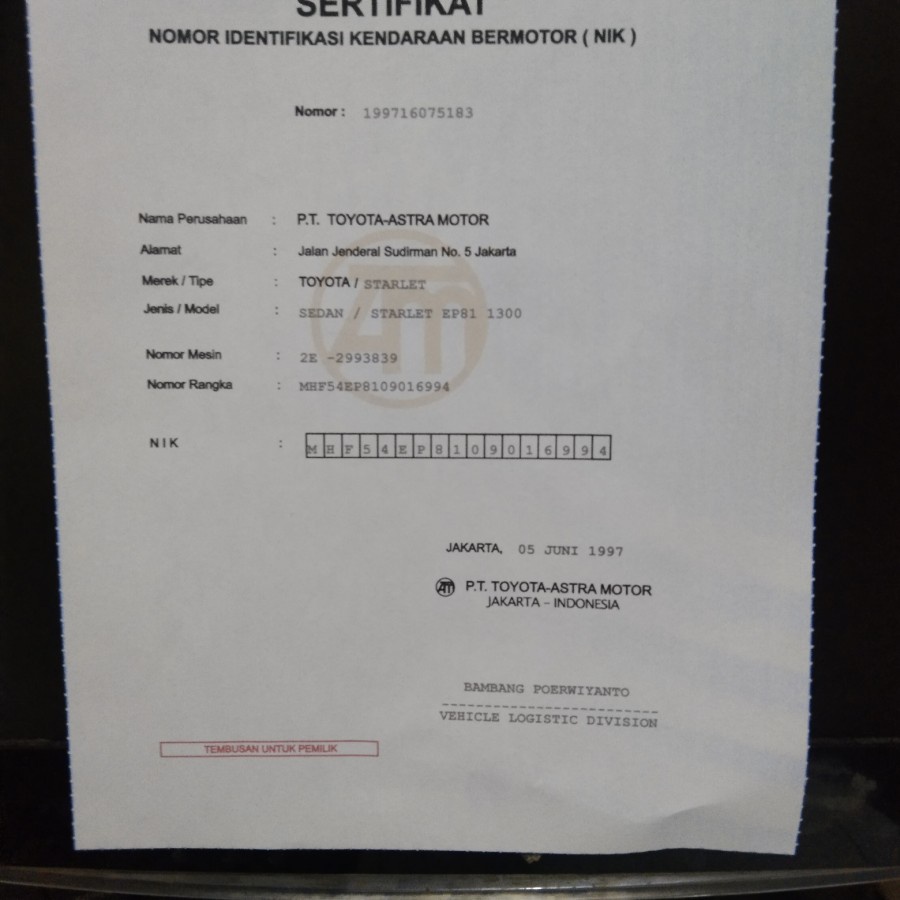 SERTIFIKAT
NOMOR IDENTIFIKASI KENDARAAN BERMOTOR ( NIK )
Nomor : 199716075183
Nama Perusahaan : P.T. TOYOTA-ASTRA MOTOR
Alamat : Jalan Jenderal Sudirman No. 5 Jakarta
Merek / Tipe : TOYOTA / STARLET
Jenis / Model : SEDAN / STARLET EP81 1300
Nomor Mesin : 2E -2993839
Nomor Rangka : MHF54EP8109016994
N I K : MHF54EP8109016994
JAKARTA, 05 JUNI 1997
P.T. TOYOTA-ASTRA MOTOR
JAKARTA - INDONESIA
BAMBANG POERWIYANTO
VEHICLE LOGISTIC DIVISION
TEMBUSAN UNTUK PEMILIK